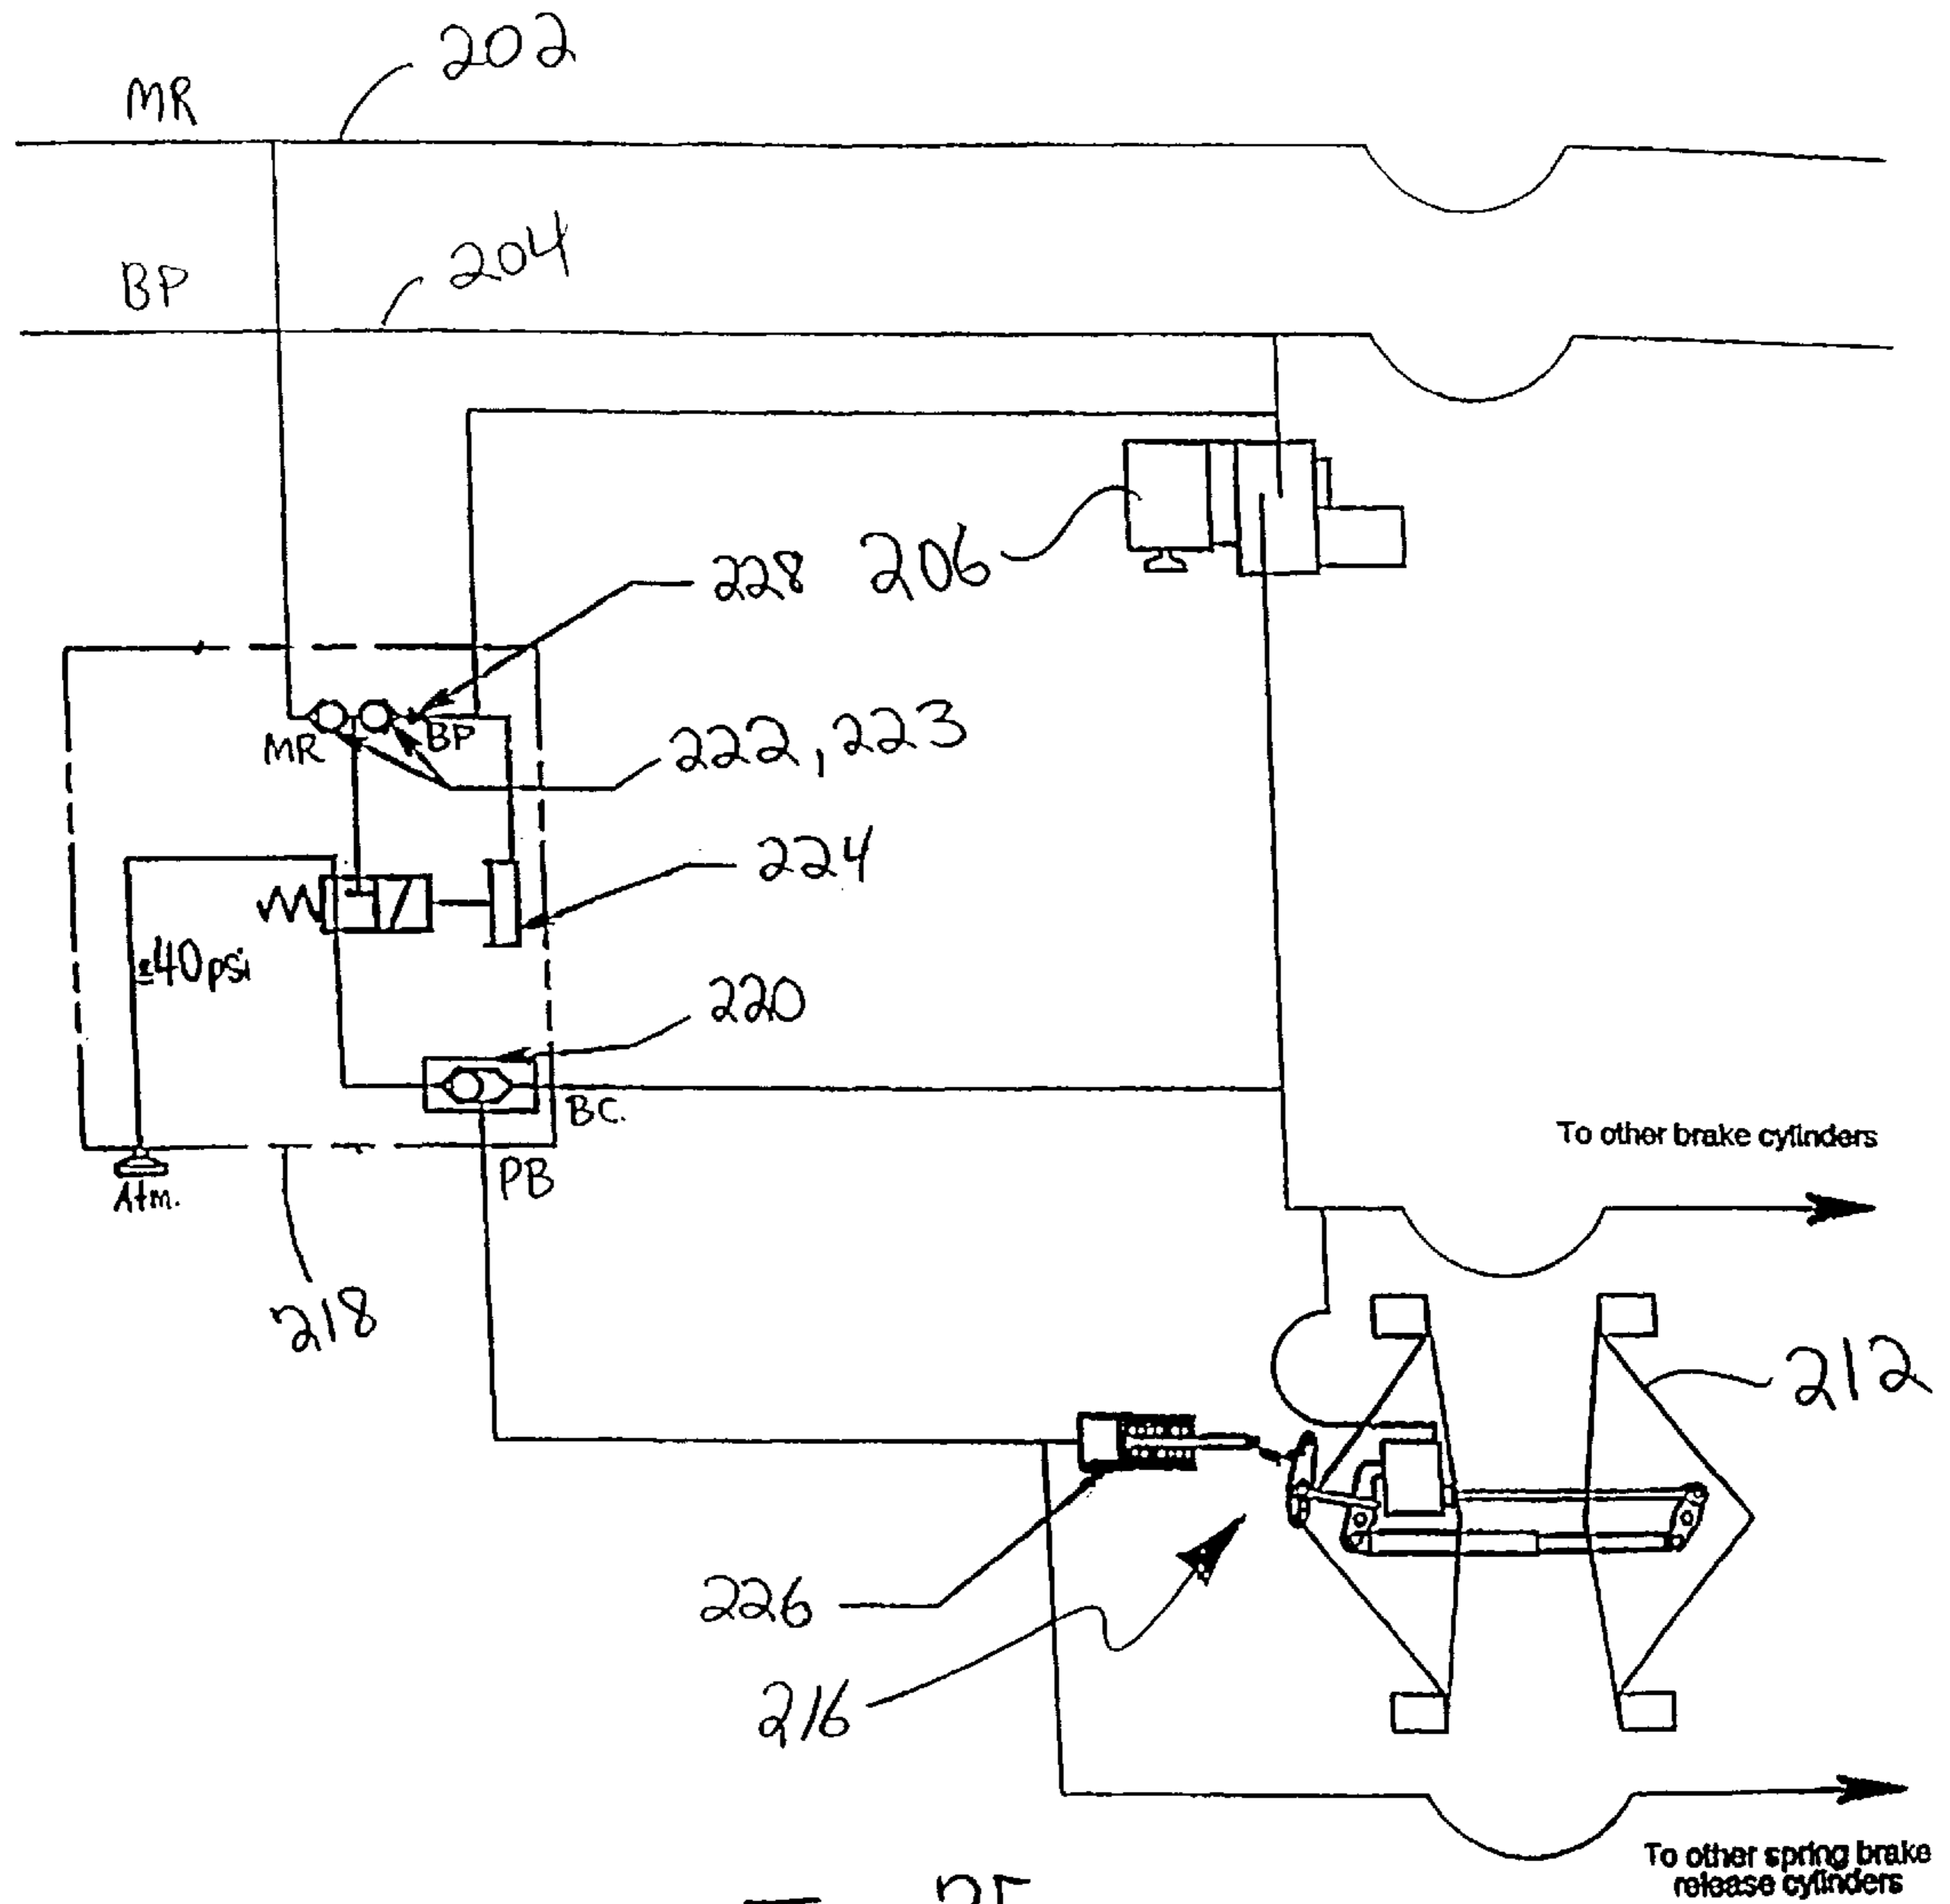 202
MR
204
BP
228
206
MR
BP
222, 223
224
≤40psi
220
BC.
To other brake cylinders
PB
Atm.
218
212
226
216
To other spring brake
release cylinders